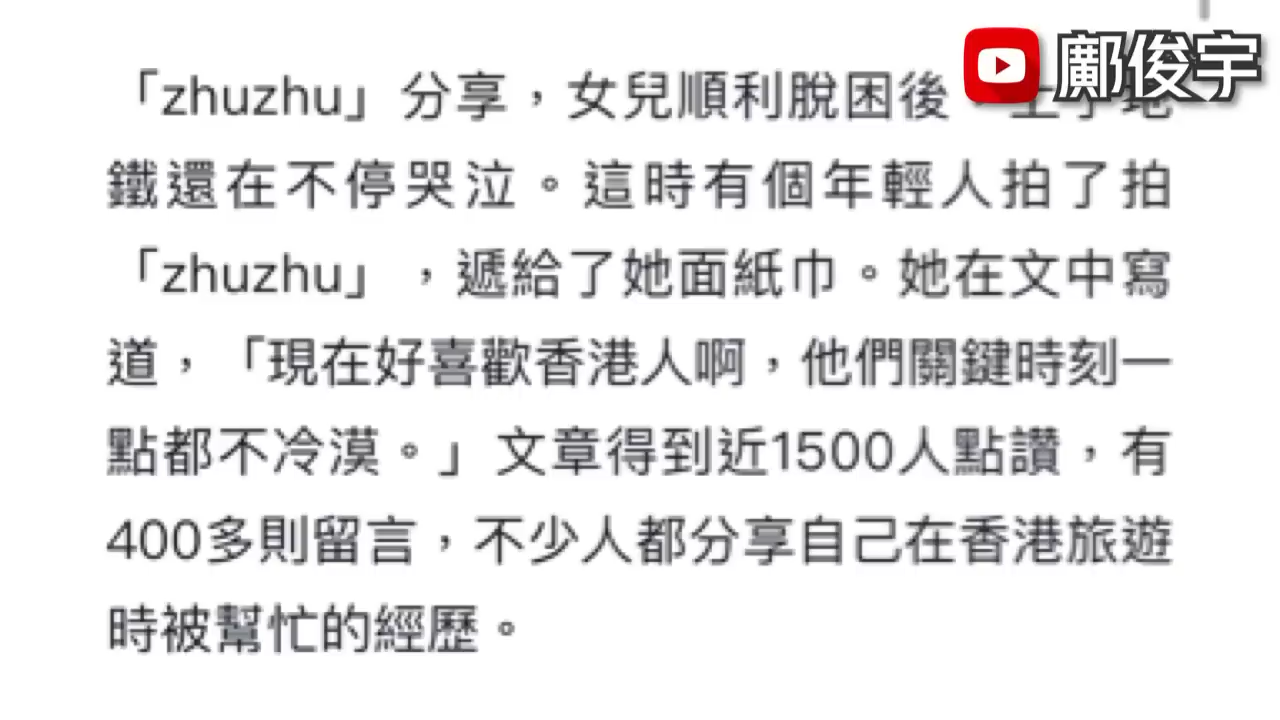 鄺俊宇
「zhuzhu」分享，女兒順利脫困後，上了地
鐵還在不停哭泣。這時有個年輕人拍了拍
「zhuzhu」，遞給了她面紙巾。她在文中寫
道，「現在好喜歡香港人啊，他們關鍵時刻一
點都不冷漠。」文章得到近1500人點讚，有
400多則留言，不少人都分享自己在香港旅遊
時被幫忙的經歷。